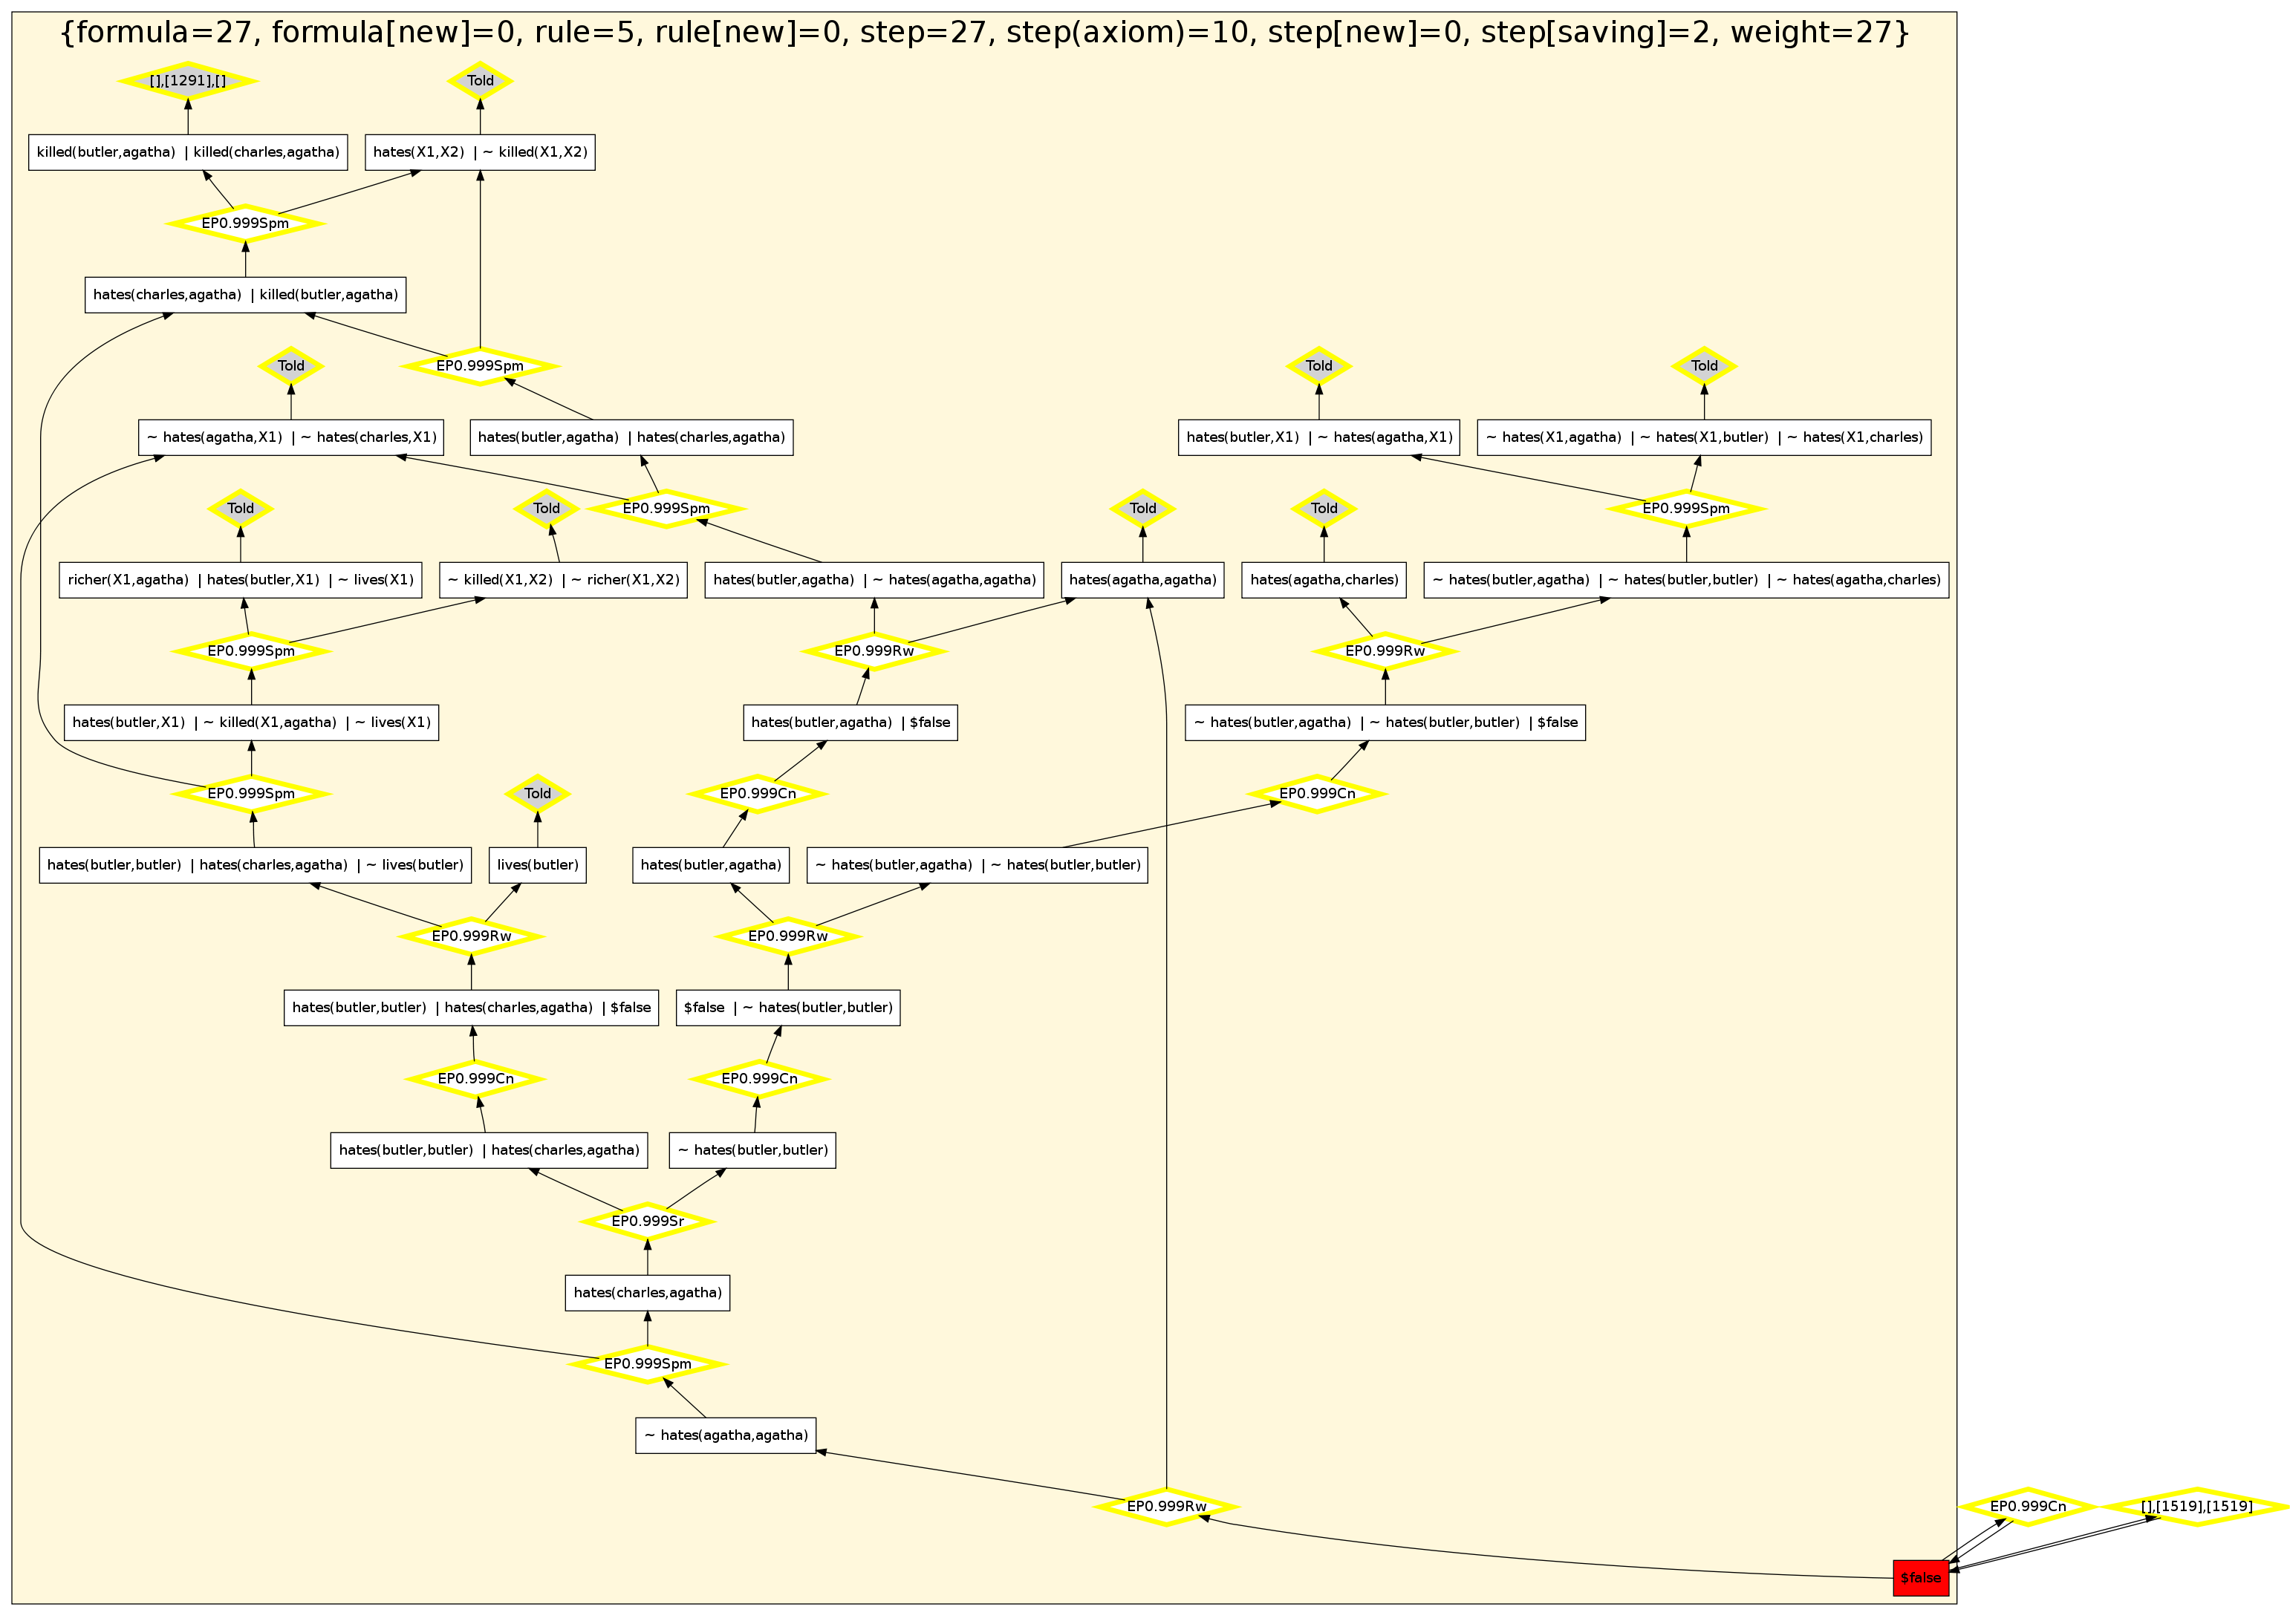 {formula=27, formula[new]=0, rule=5, rule[new]=0, step=27, step(axiom)=10, step[new]=0, step[saving]=2, weight=27}
[],[1291],[]
Told
killed(butler,agatha) | killed(charles,agatha)
hates(X1,X2) | ~ killed(X1,X2)
EP0.999Spm
hates(charles,agatha) | killed(butler,agatha)
Told
EP0.999Spm
Told
Told
~ hates(agatha,X1) | ~ hates(charles,X1)
hates(butler,agatha) | hates(charles,agatha)
hates(butler,X1) | ~ hates(agatha,X1)
~ hates(X1,agatha) | ~ hates(X1,butler) | ~ hates(X1,charles)
Told
Told
EP0.999Spm
Told
Told
EP0.999Spm
richer(X1,agatha) | hates(butler,X1) | ~ lives(X1)
~ killed(X1,X2) | ~ richer(X1,X2)
hates(butler,agatha) | ~ hates(agatha,agatha)
hates(agatha,agatha)
hates(agatha,charles)
~ hates(butler,agatha) | ~ hates(butler,butler) | ~ hates(agatha,charles)
EP0.999Spm
EP0.999Rw
EP0.999Rw
hates(butler,X1) | ~ killed(X1,agatha) | ~ lives(X1)
hates(butler,agatha) | $false
~ hates(butler,agatha) | ~ hates(butler,butler) | $false
EP0.999Spm
Told
EP0.999Cn
EP0.999Cn
hates(butler,butler) | hates(charles,agatha) | ~ lives(butler)
lives(butler)
hates(butler,agatha)
~ hates(butler,agatha) | ~ hates(butler,butler)
EP0.999Rw
EP0.999Rw
hates(butler,butler) | hates(charles,agatha) | $false
$false | ~ hates(butler,butler)
EP0.999Cn
EP0.999Cn
hates(butler,butler) | hates(charles,agatha)
~ hates(butler,butler)
EP0.999Sr
hates(charles,agatha)
EP0.999Spm
~ hates(agatha,agatha)
EP0.999Rw
EP0.999Cn
[],[1519],[1519]
$false